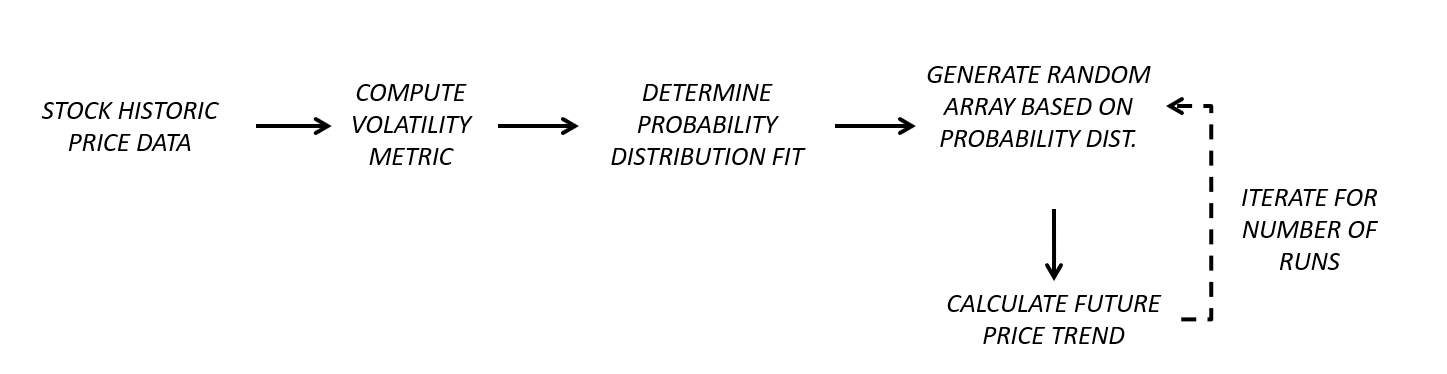 STOCK HISTORIC
PRICE DATA
COMPUTE
VOLATILITY
METRIC
DETERMINE
PROBABILITY
DISTRIBUTION FIT
GENERATE RANDOM
ARRAY BASED ON
PROBABILITY DIST.
ITERATE FOR
NUMBER OF
RUNS
CALCULATE FUTURE
PRICE TREND